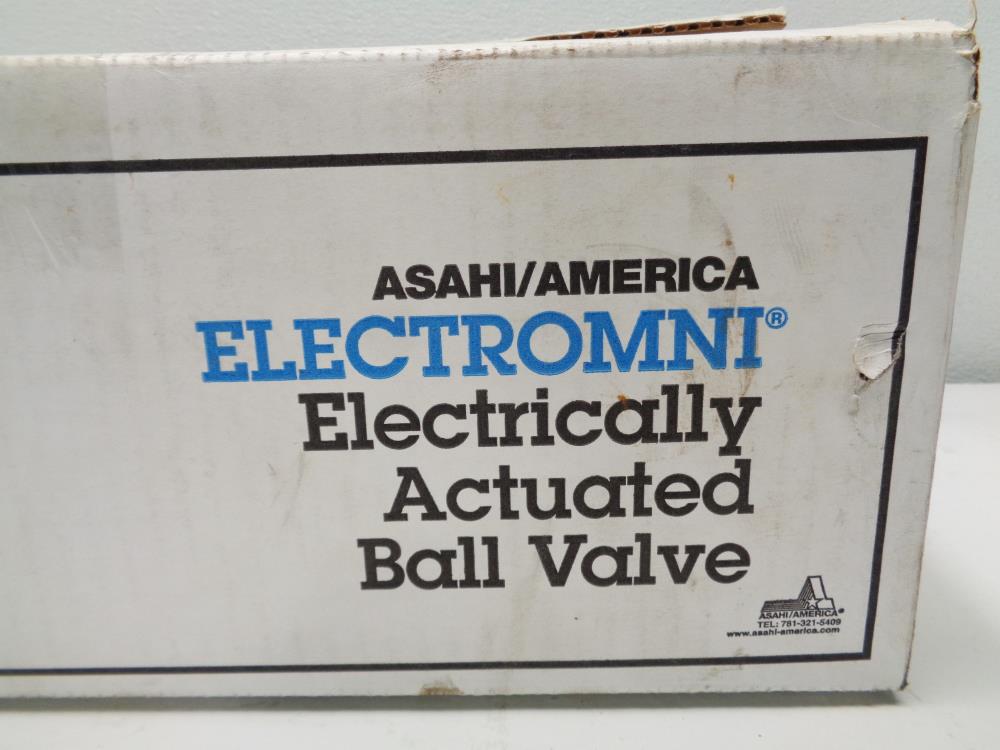 ASAHI/AMERICA
ELECTROMNI®
Electrically
Actuated
Ball Valve
ASAHI/AMERICA®
TEL: 781-321-5409
www.asahi-america.com